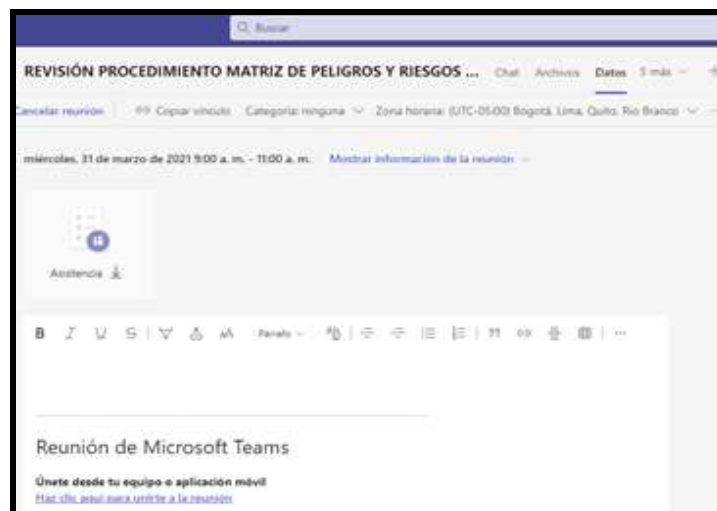 Buscar
REVISIÓN PROCEDIMIENTO MATRIZ DE PELIGROS Y RIESGOS ... Chat Archivos Datos 5 más
Cancelar reunión Copiar vínculo Categoría: ninguna Zona horaria: (UTC-05:00) Bogotá, Lima, Quito, Rio Branco
miércoles, 31 de marzo de 2021 9:00 a. m. - 11:00 a. m. Mostrar información de la reunión
Asistencia
B I U S A AA Párrafo ...
Reunión de Microsoft Teams
Únete desde tu equipo o aplicación móvil
Haz clic aquí para unirte a la reunión